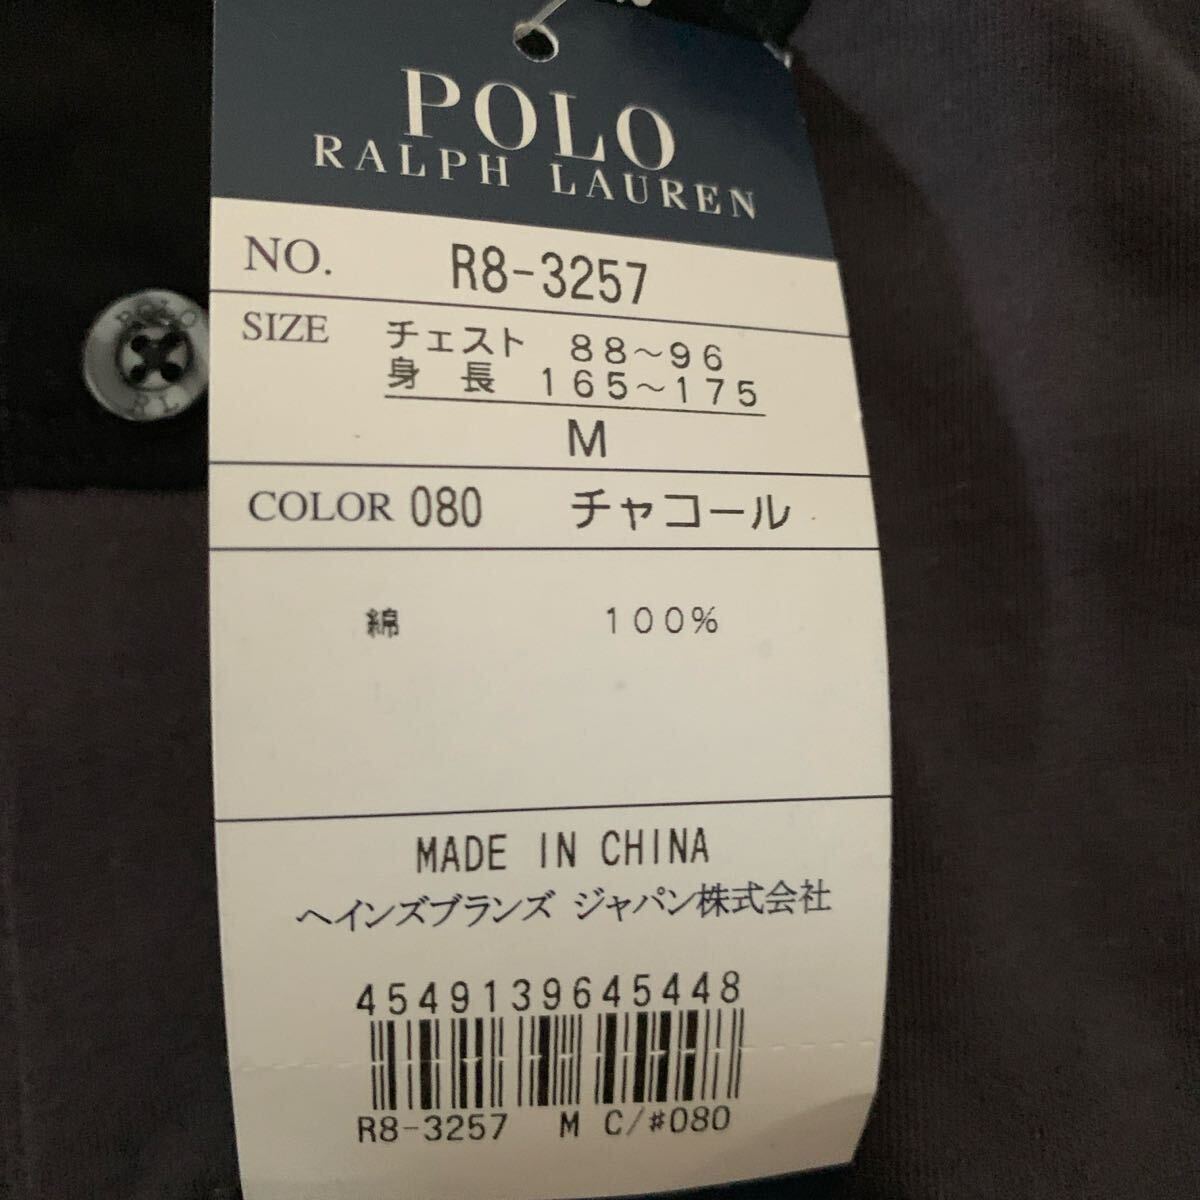 POLO
RALPH LAUREN
NO. R8-3257
SIZE チェスト 88～96
身 長 165～175
M
COLOR 080 チャコール
綿 100%
MADE IN CHINA
ヘインズブランズ ジャパン株式会社
4549139645448
R8-3257 M C/#080
POLO
RL